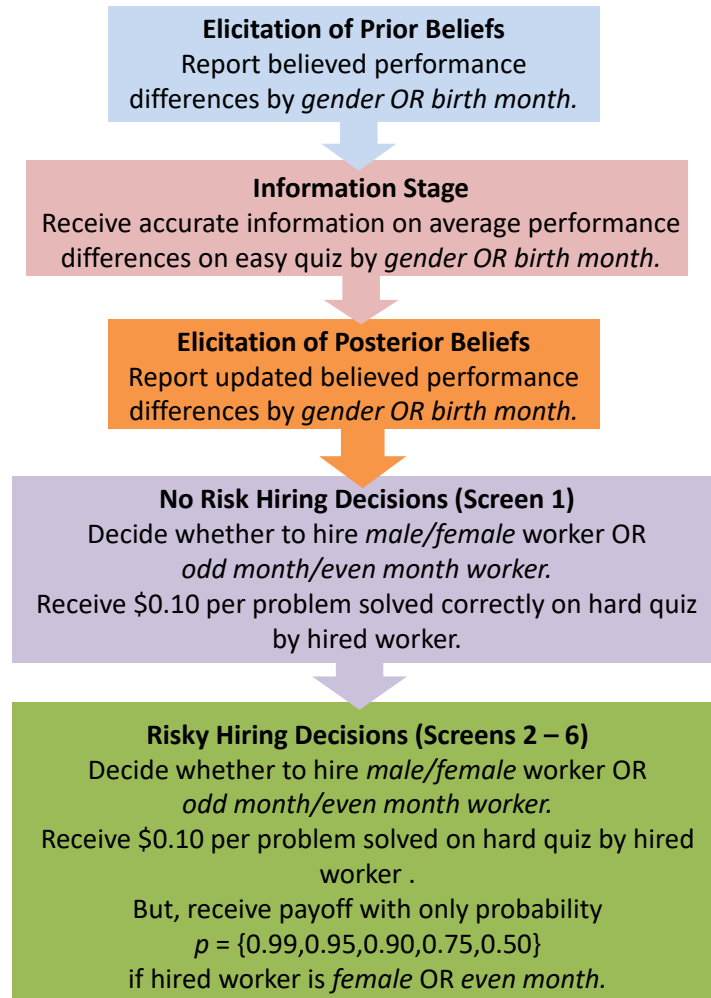 Elicitation of Prior Beliefs
Report believed performance
differences by gender OR birth month.
Information Stage
Receive accurate information on average performance
differences on easy quiz by gender OR birth month.
Elicitation of Posterior Beliefs
Report updated believed performance
differences by gender OR birth month.
No Risk Hiring Decisions (Screen 1)
Decide whether to hire male/female worker OR
odd month/even month worker.
Receive $0.10 per problem solved correctly on hard quiz
by hired worker.
Risky Hiring Decisions (Screens 2 – 6)
Decide whether to hire male/female worker OR
odd month/even month worker.
Receive $0.10 per problem solved on hard quiz by hired
worker .
But, receive payoff with only probability
p = {0.99,0.95,0.90,0.75,0.50}
if hired worker is female OR even month.